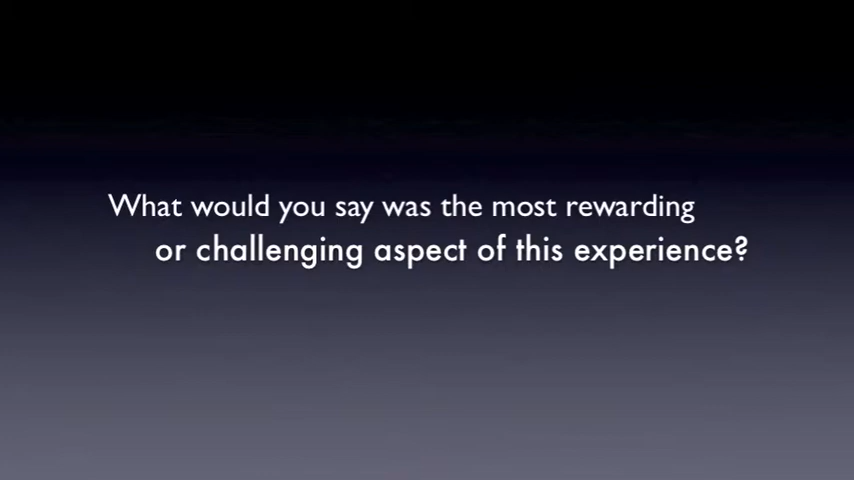 What would you say was the most rewarding
or challenging aspect of this experience?